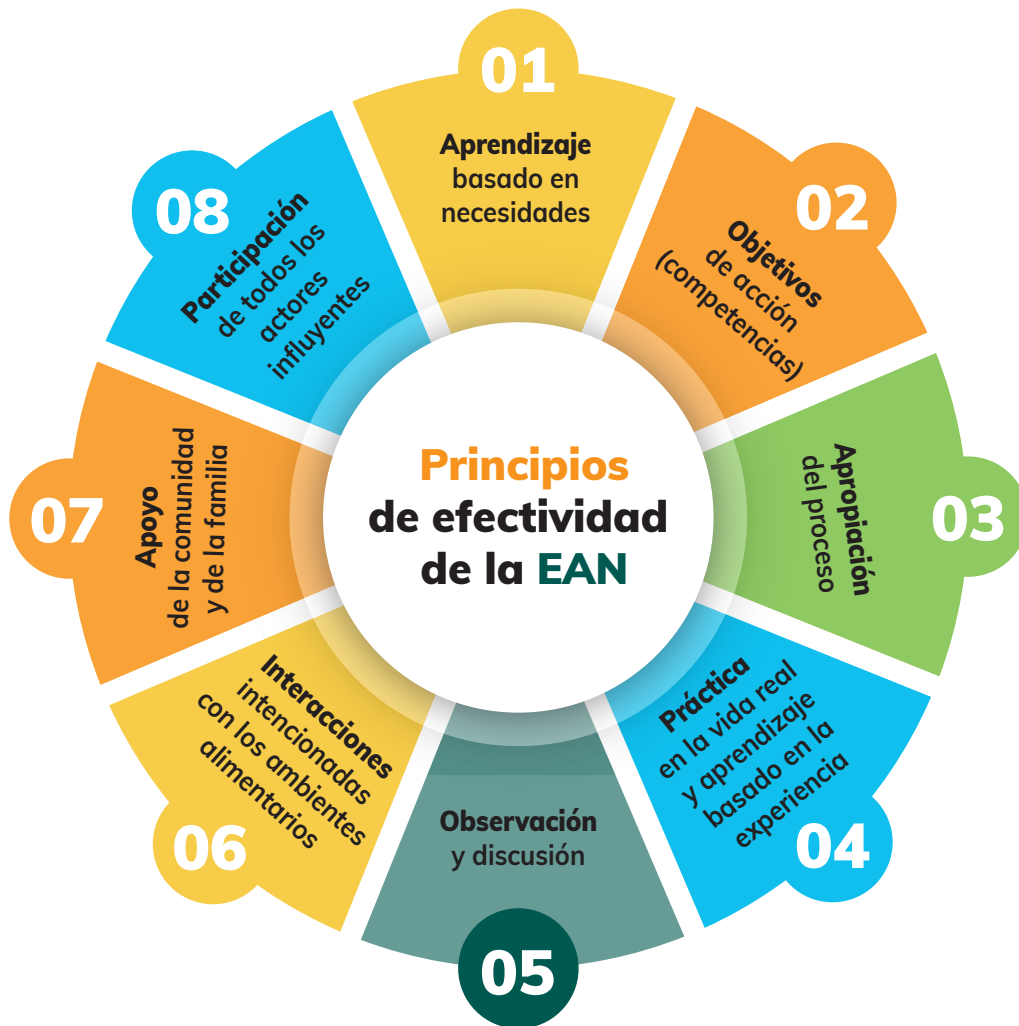 01
Aprendizaje
basado en
necesidades
02
Objetivos
de acción
(competencias)
03
Apropiación
del proceso
04
Práctica
en la vida real
y aprendizaje
basado en la
experiencia
05
Observación
y discusión
06
Interacciones
intencionadas
con los ambientes
alimentarios
07
Apoyo
de la comunidad
y de la familia
08
Participación
de todos los
actores
influyentes
Principios
de efectividad
de la EAN